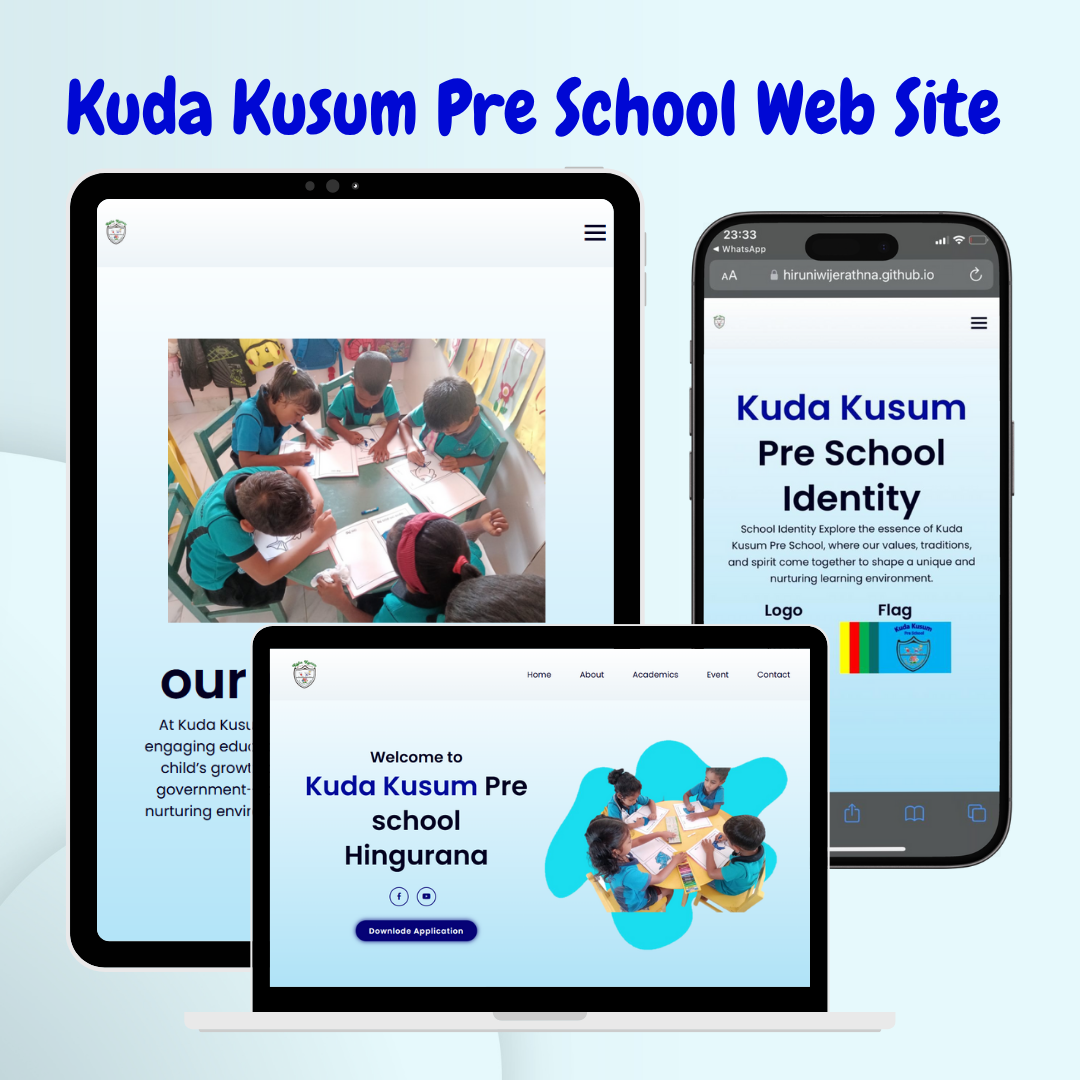 Kuda Kusum Pre School Web Site
our
At Kuda Kusu
engaging educ
child's growt
government-
nurturing envir
23:33
WhatsApp
AA
hiruniwijerathna.github.io
Kuda Kusum
Pre School
Identity
School Identity Explore the essence of Kuda
Kusum Pre School, where our values, traditions,
and spirit come together to shape a unique and
nurturing learning environment.
Logo Flag
Kuda Kusum
Pre School
Home About Academics Event Contact
Welcome to
Kuda Kusum Pre
school
Hingurana
Downlode Application